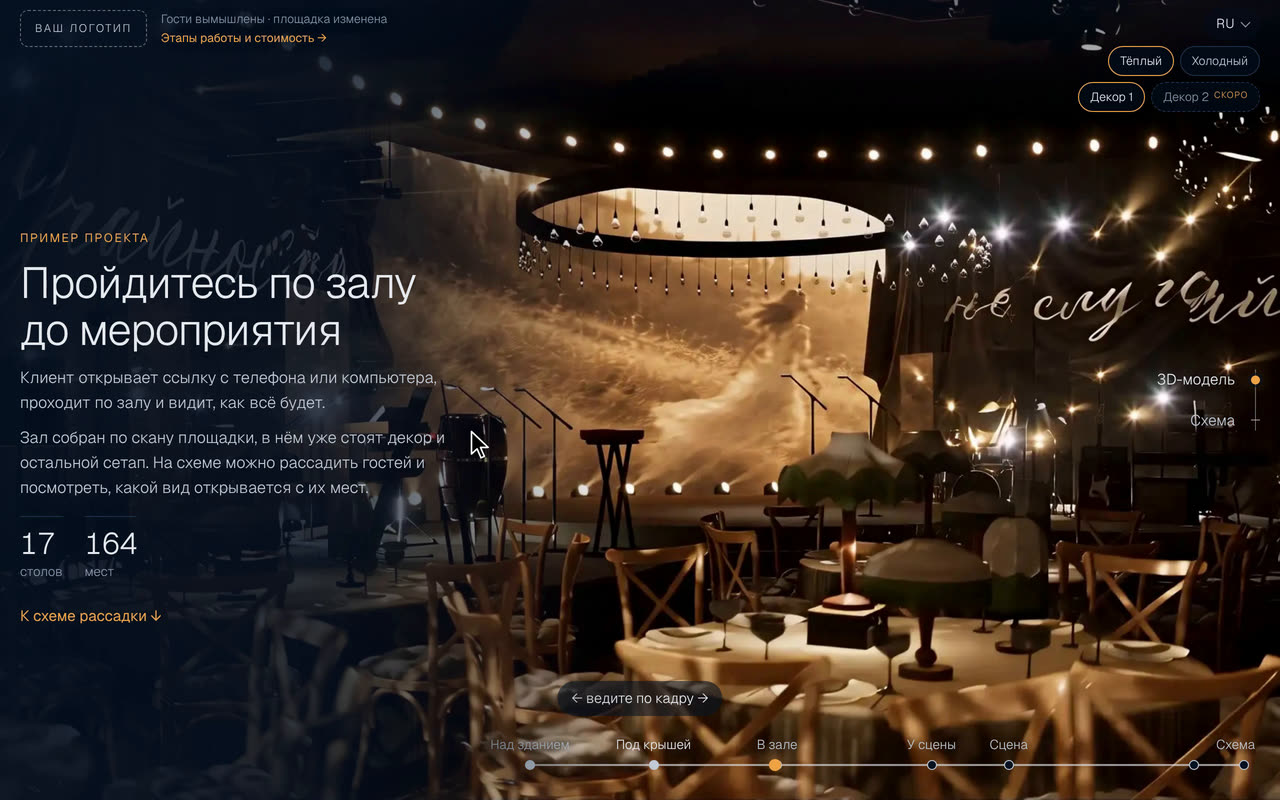 ВАШ ЛОГОТИП
Гости вымышлены · площадка изменена
Этапы работы и стоимость →
RU
Тёплый
Холодный
Декор 1
Декор 2 СКОРО
не случай
ПРИМЕР ПРОЕКТА
Пройдитесь по залу
до мероприятия
Клиент открывает ссылку с телефона или компьютера,
проходит по залу и видит, как всё будет.
Зал собран по скану площадки, в нём уже стоят декор и
остальной сетап. На схеме можно рассадить гостей и
посмотреть, какой вид открывается с их мест.
3D-модель
Схема
17
столов
164
мест
К схеме рассадки ↓
← ведите по кадру →
Над зданием
Под крышей
В зале
У сцены
Сцена
Схема